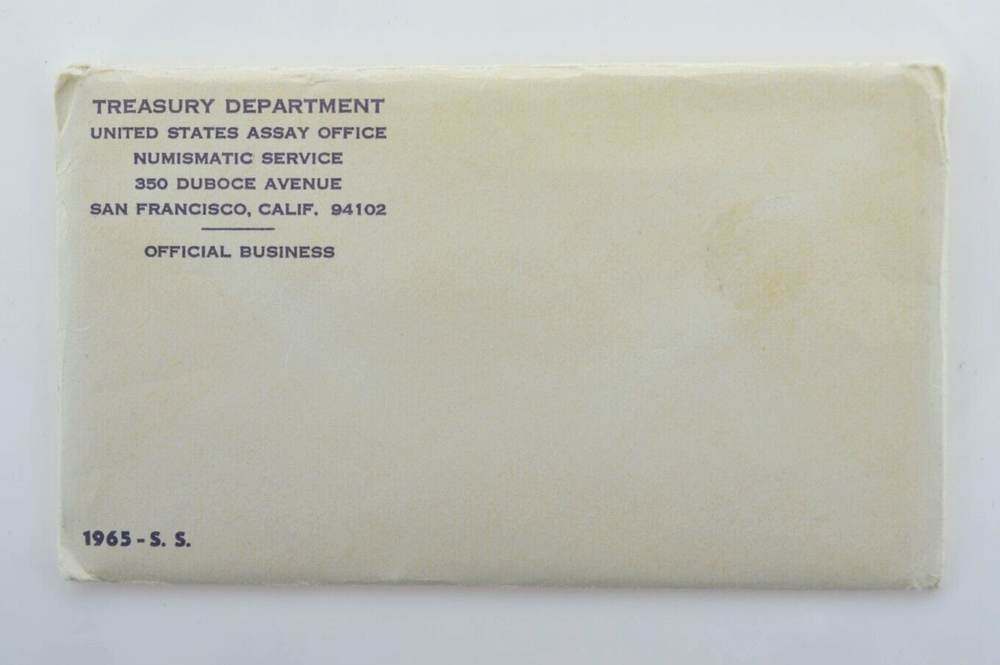 TREASURY DEPARTMENT
UNITED STATES ASSAY OFFICE
NUMISMATIC SERVICE
350 DUBOCE AVENUE
SAN FRANCISCO, CALIF. 94102
OFFICIAL BUSINESS
1965 - S. S.